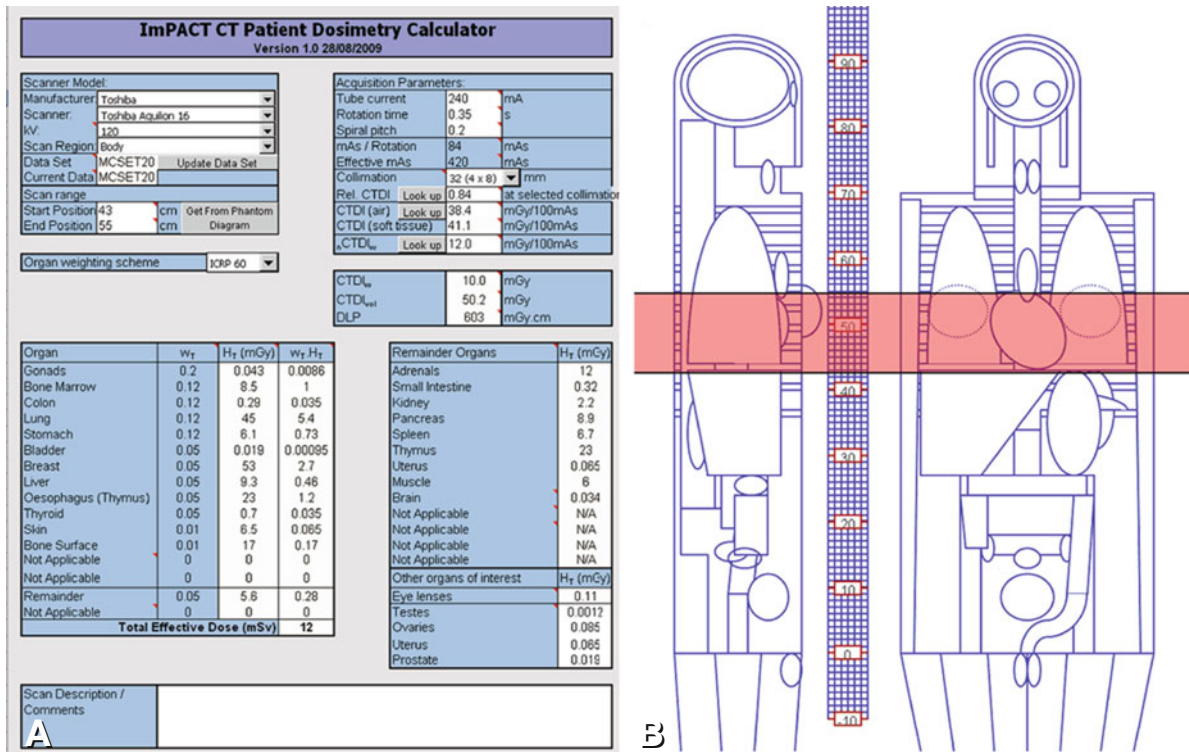 ImPACT CT Patient Dosimetry Calculator
Version 1.0 28/08/2009
Scanner Model:
Manufacturer: Toshiba
Scanner: Toshiba Aquilion 16
kV: 120
Scan Region: Body
Data Set MCSET20 Update Data Set
Current Data MCSET20
Scan range
Start Position 43 cm Get From Phantom
End Position 55 cm Diagram
Organ weighting scheme ICRP 60
Acquisition Parameters:
Tube current 240 mA
Rotation time 0.35 s
Spiral pitch 0.2
mAs / Rotation 84 mAs
Effective mAs 420 mAs
Collimation 32 (4 x 8) mm
Rel. CTDI Look up 0.84 at selected collimatio
CTDI (air) Look up 38.4 mGy/100mAs
CTDI (soft tissue) 41.1 mGy/100mAs
nCTDIw Look up 12.0 mGy/100mAs
CTDIw 10.0 mGy
CTDIvol 50.2 mGy
DLP 603 mGy.cm
Organ wT HT (mGy) wT.HT
Gonads 0.2 0.043 0.0086
Bone Marrow 0.12 8.5 1
Colon 0.12 0.29 0.035
Lung 0.12 45 5.4
Stomach 0.12 6.1 0.73
Bladder 0.05 0.019 0.00095
Breast 0.05 53 2.7
Liver 0.05 9.3 0.46
Oesophagus (Thymus) 0.05 23 1.2
Thyroid 0.05 0.7 0.035
Skin 0.01 6.5 0.065
Bone Surface 0.01 17 0.17
Not Applicable 0 0 0
Not Applicable 0 0 0
Remainder 0.05 5.6 0.28
Not Applicable 0 0 0
Total Effective Dose (mSv) 12
Remainder Organs HT (mGy)
Adrenals 12
Small Intestine 0.32
Kidney 2.2
Pancreas 8.9
Spleen 6.7
Thymus 23
Uterus 0.065
Muscle 6
Brain 0.034
Not Applicable N/A
Not Applicable N/A
Not Applicable N/A
Not Applicable N/A
Other organs of interest HT (mGy)
Eye lenses 0.11
Testes 0.0012
Ovaries 0.085
Uterus 0.065
Prostate 0.019
Scan Description /
Comments
A
90
80
70
60
50
40
30
20
10
0
-10
B